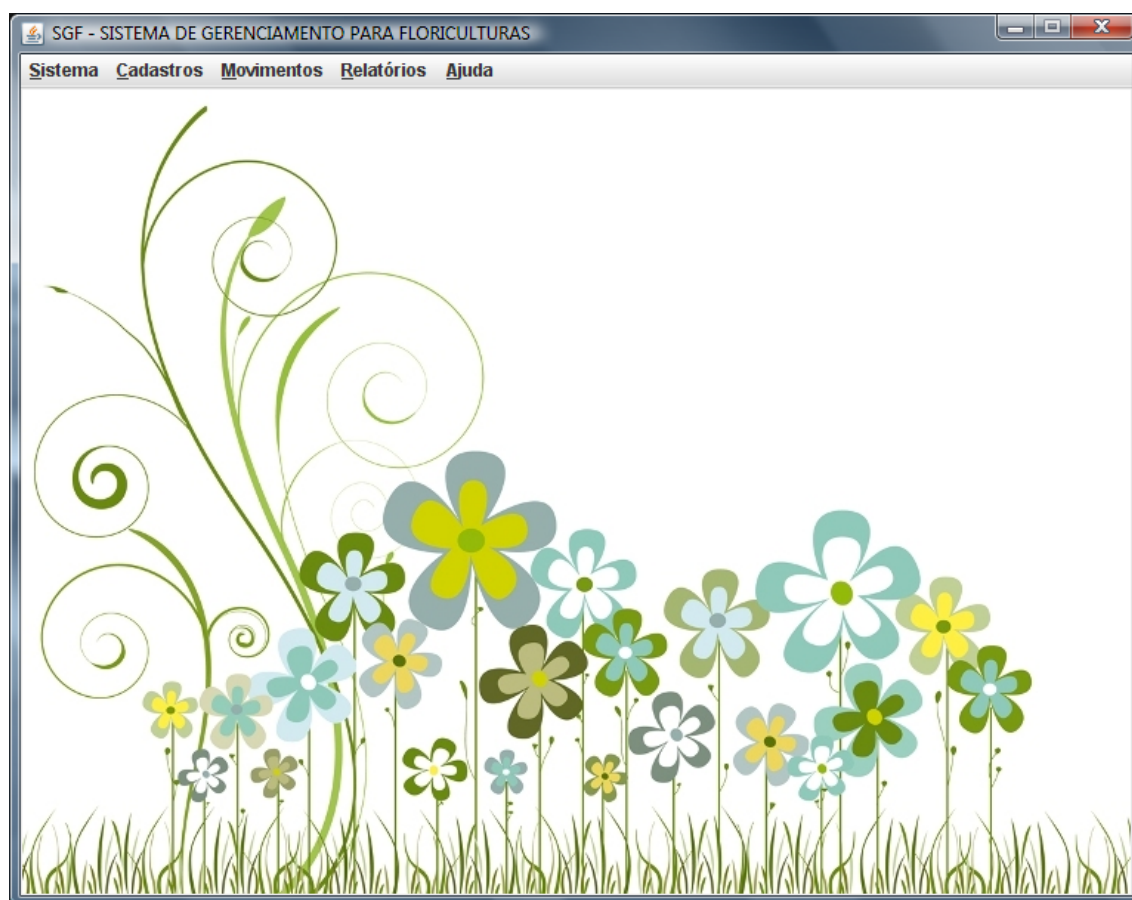 SGF - SISTEMA DE GERENCIAMENTO PARA FLORICULTURAS
Sistema Cadastros Movimentos Relatórios Ajuda